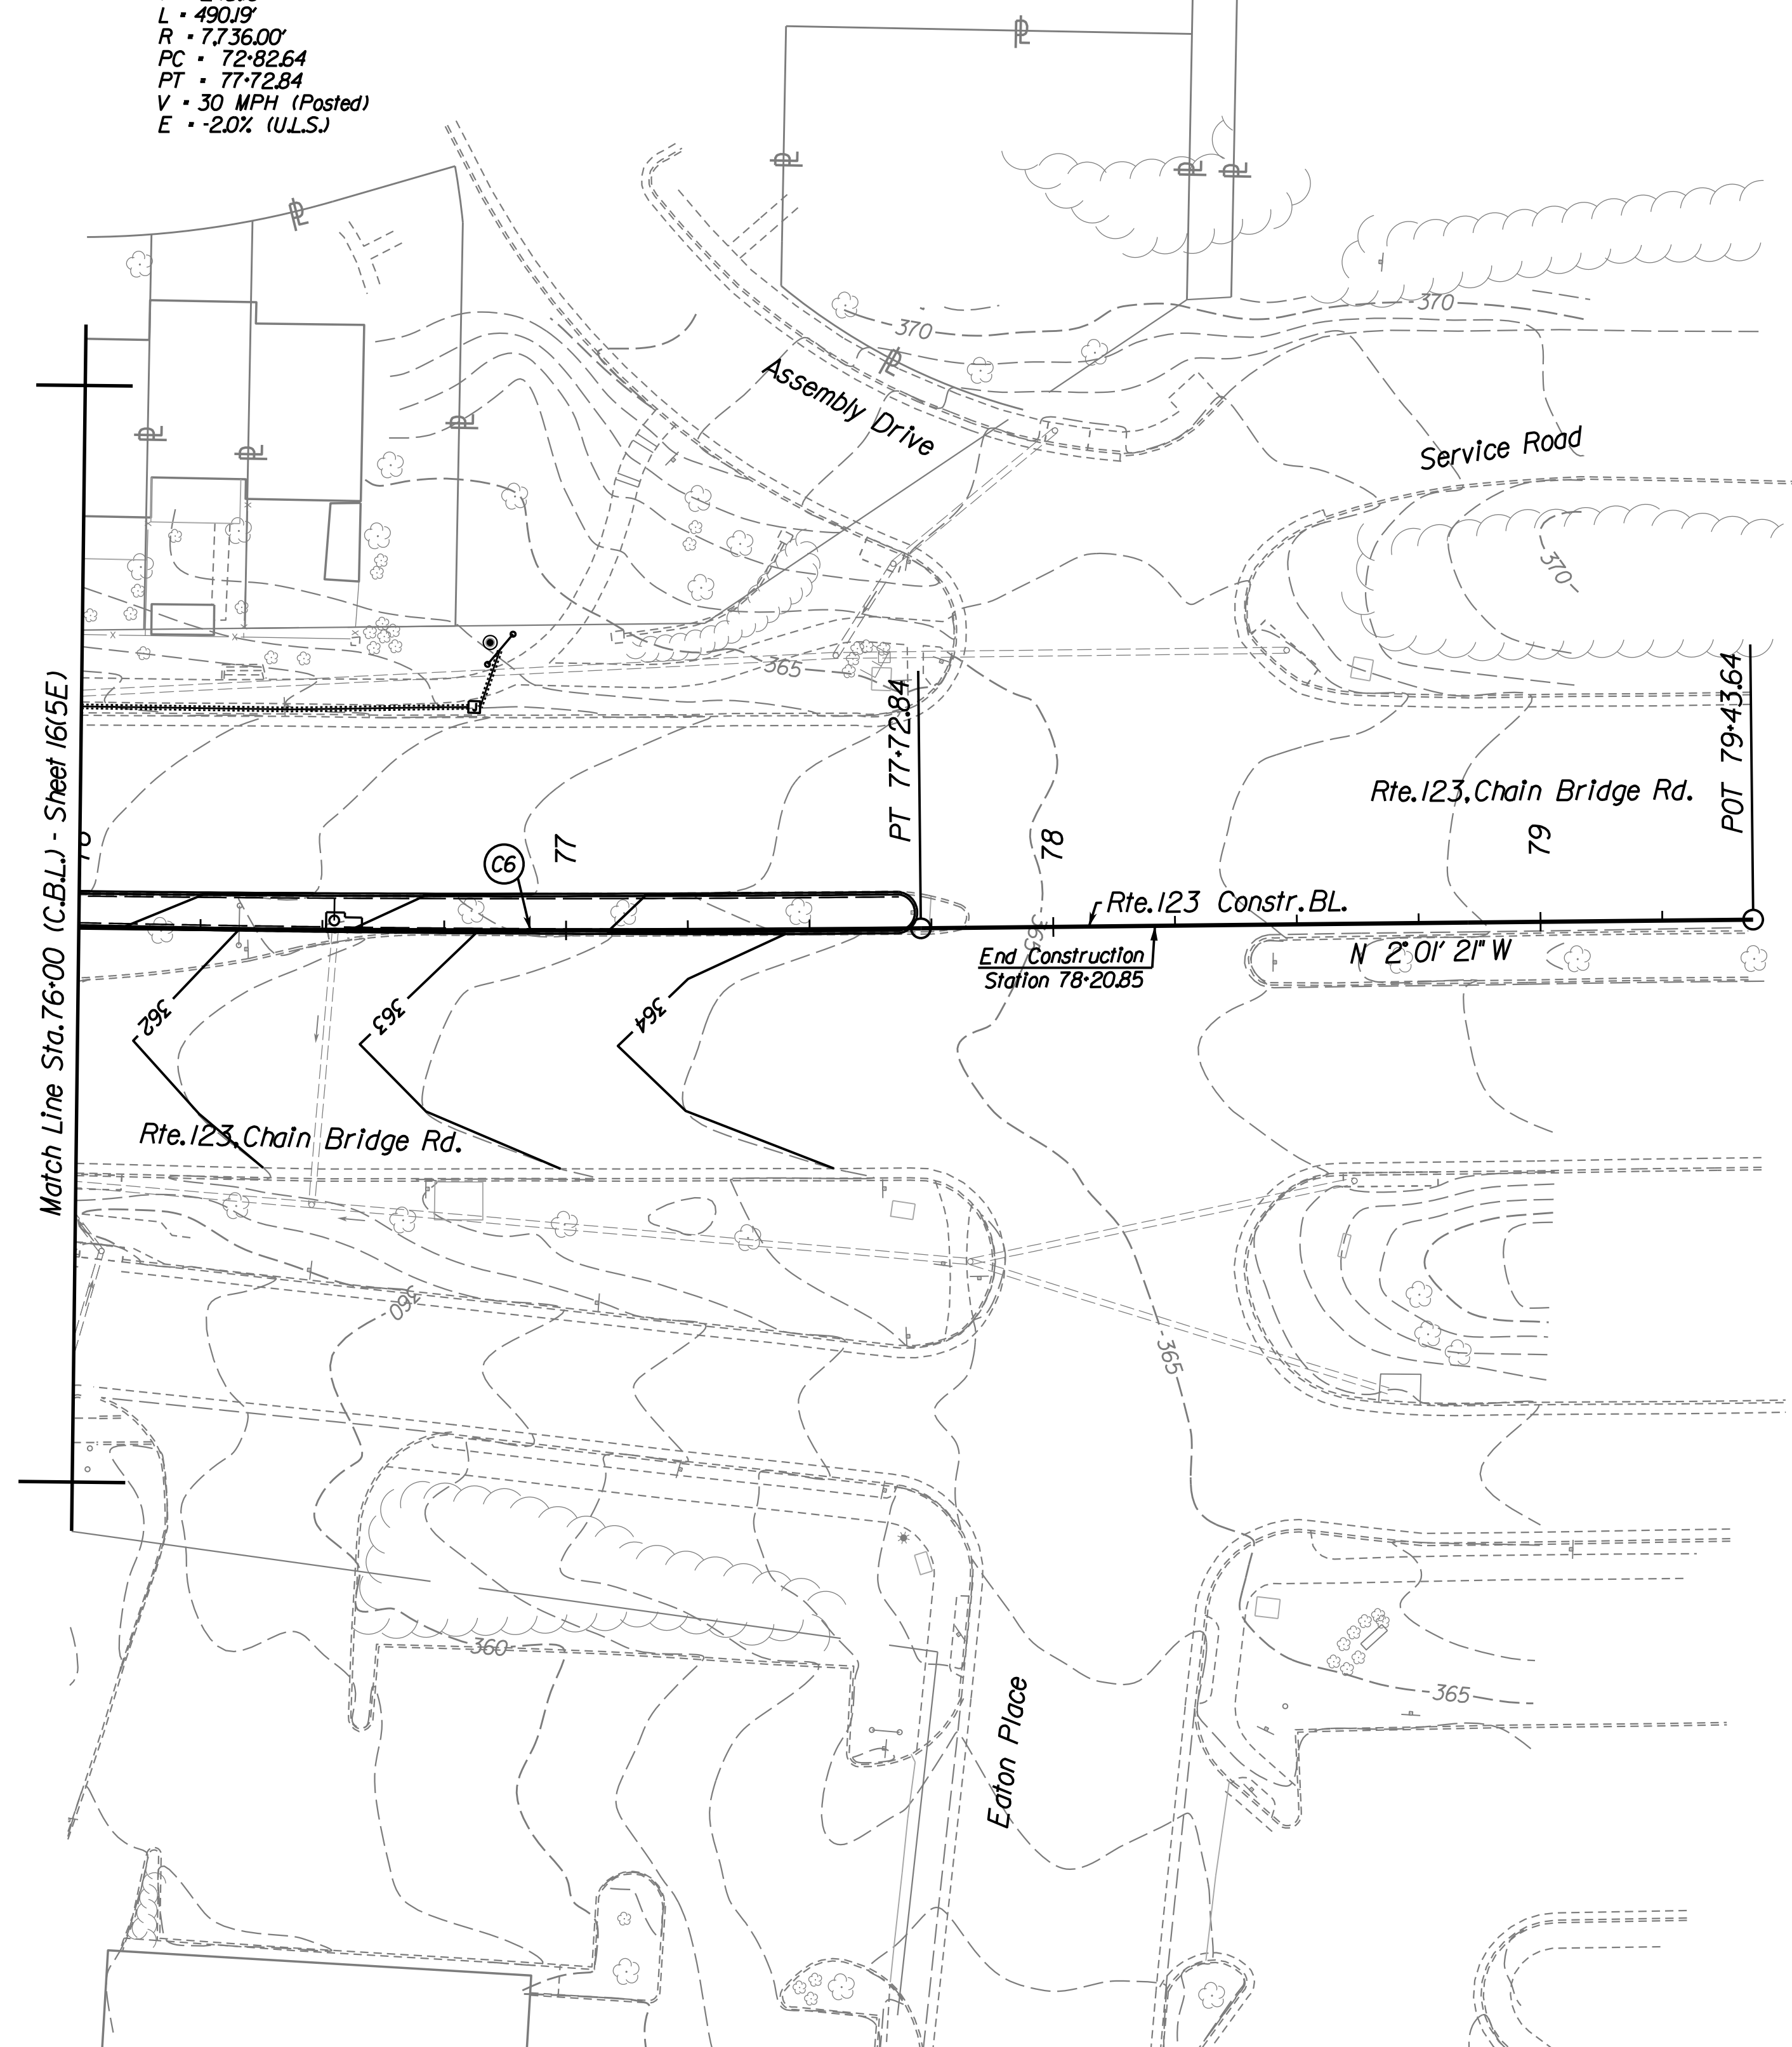 L = 490.19'
R = 7,736.00'
PC = 72+82.64
PT = 77+72.84
V = 30 MPH (Posted)
E = -2.0% (U.L.S.)
370
370
Assembly Drive
Service Road
370
365
Match Line Sta. 76+00 (C.B.L.) - Sheet 16(5E)
PT 77+72.84
POT 79+43.64
Rte. 123, Chain Bridge Rd.
77
78
79
C6
Rte. 123 Constr. BL.
365
End Construction
Station 78+20.85
N 2° 01' 21" W
362
363
364
Rte. 123, Chain Bridge Rd.
360
365
360
365
Eaton Place